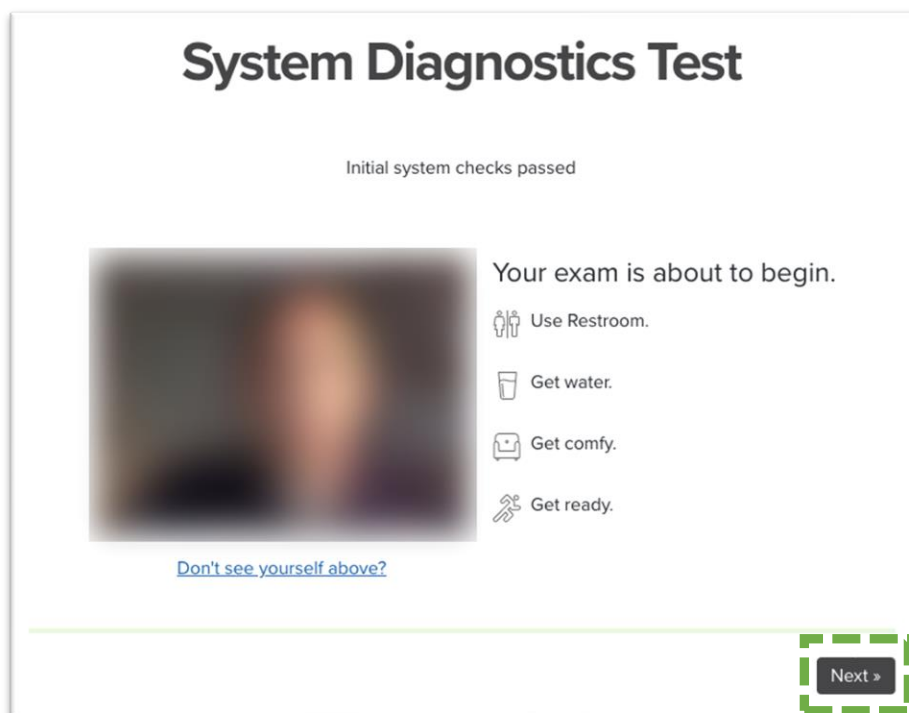 System Diagnostics Test
Initial system checks passed
Your exam is about to begin.
Use Restroom.
Get water.
Get comfy.
Get ready.
Don't see yourself above?
Next »